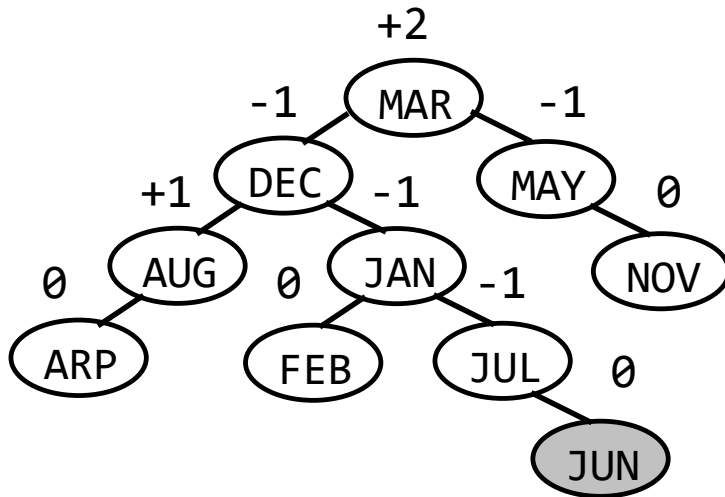 +2
-1 MAR -1
+1 DEC -1 MAY 0
0 AUG 0 JAN -1 NOV
ARP FEB JUL 0
JUN